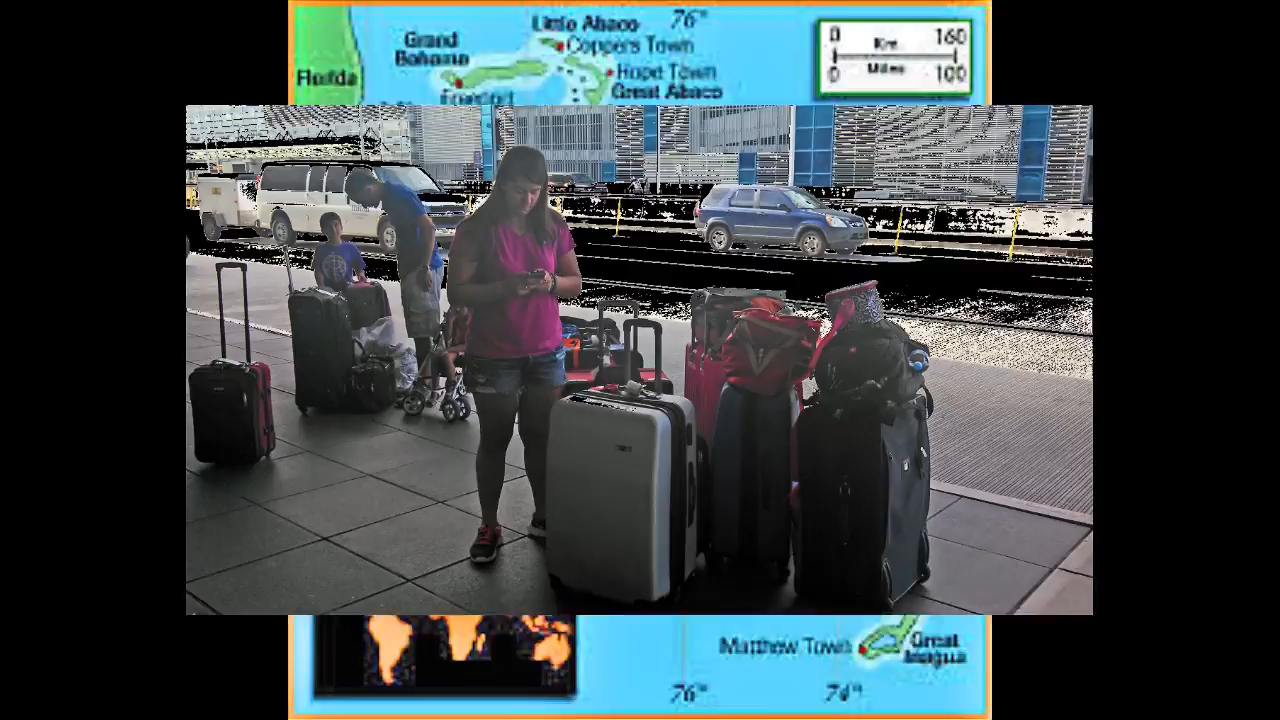 Little Abaco
76°
Grand
Bahama
Coppers Town
0 Km 160
Florida
Hope Town
0 Miles 100
Great Abaco
Matthew Town
Great
Inagua
76°
74°